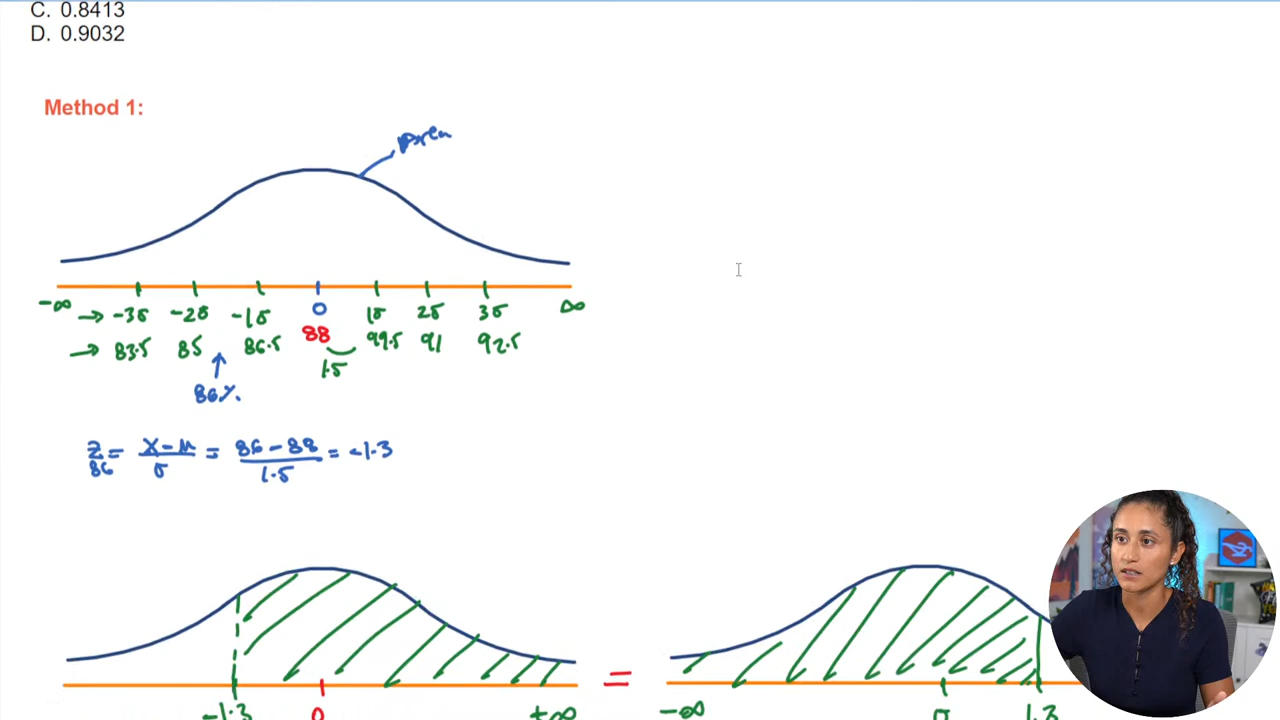 C. 0.8413
D. 0.9032
Method 1:
Area
-∞ → -3σ -2σ -1σ 0 1σ 2σ 3σ ∞
→ 83.5 85 86.5 88 99.5 91 92.5
1.5
86%
Z86 = X-μ/σ = 86-88/1.5 = -1.3
=
-1.3 0 +∞
-∞ 0 1.3